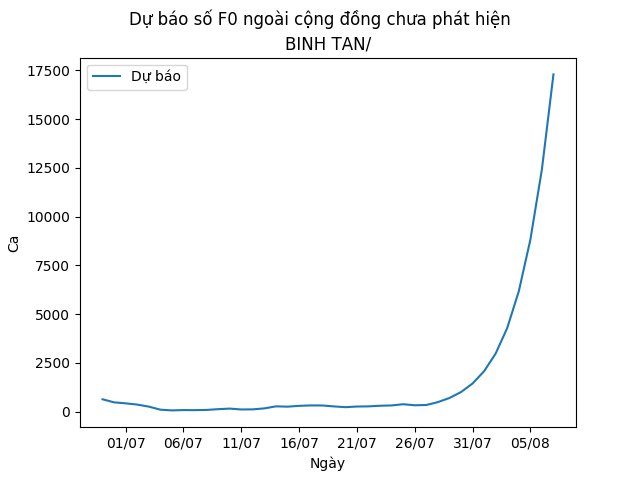 Dự báo số F0 ngoài cộng đồng chưa phát hiện
BINH TAN/
Dự báo
17500
15000
12500
10000
7500
5000
2500
0
Ca
01/07 06/07 11/07 16/07 21/07 26/07 31/07 05/08
Ngày